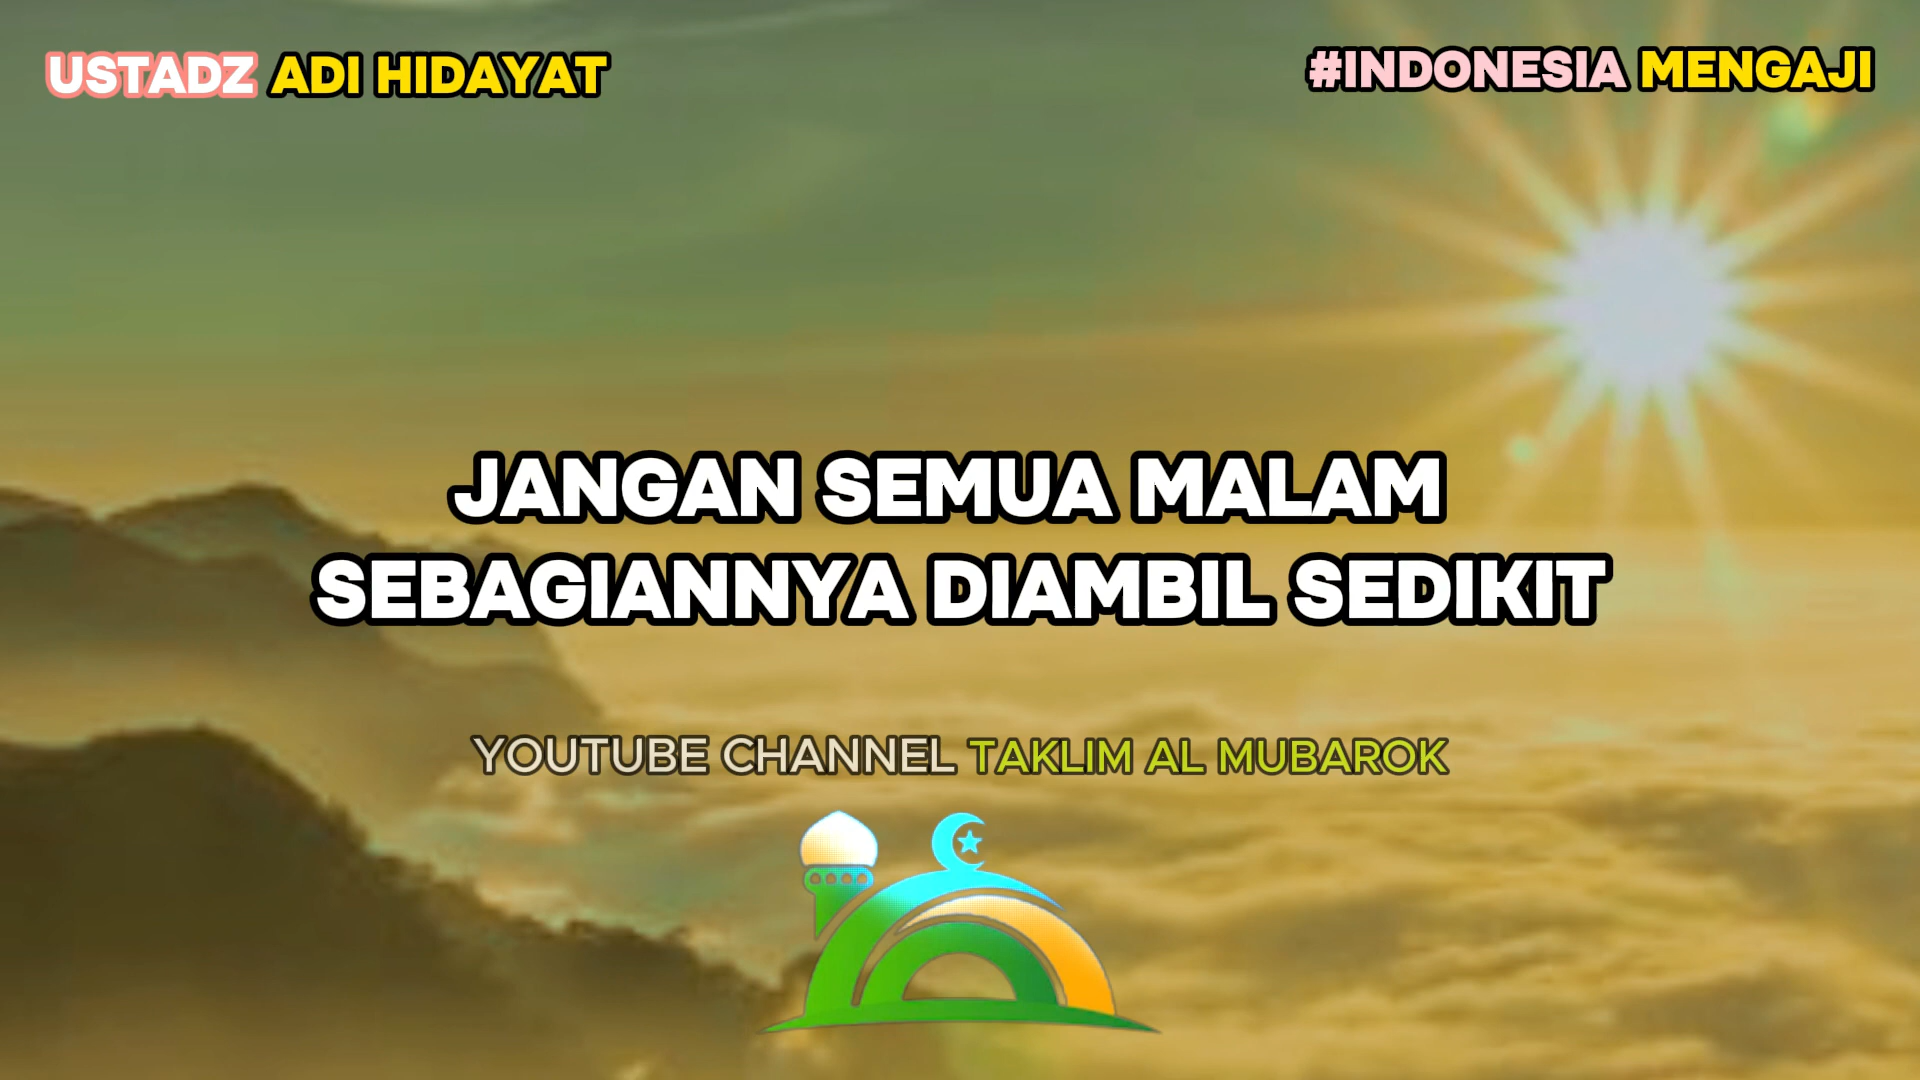 USTADZ ADI HIDAYAT
#INDONESIA MENGAJI
JANGAN SEMUA MALAM
SEBAGIANNYA DIAMBIL SEDIKIT
YOUTUBE CHANNEL TAKLIM AL MUBAROK